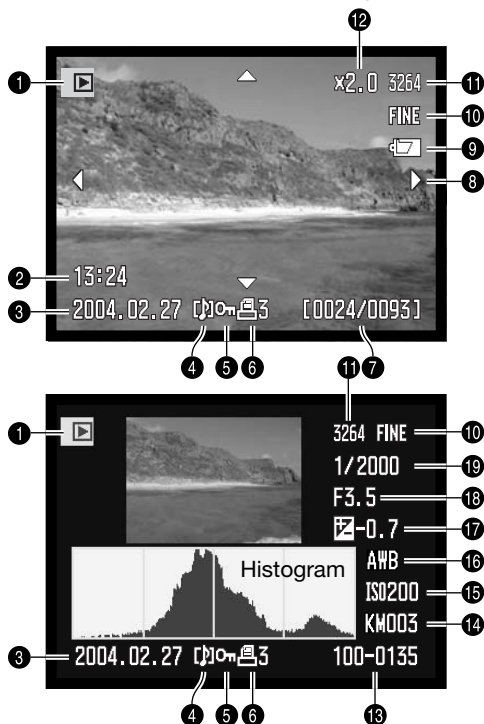 12
1 x2.0 3264 11
FINE 10
9
8
2 13:24
3 2004.02.27 3 [0024/0093]
4 5 6 7
11
1 3264 FINE 10
1/2000 19
F3.5 18
-0.7 17
Histogram AWB 16
ISO200 15
KM003 14
3 2004.02.27 3 100-0135
4 5 6 13